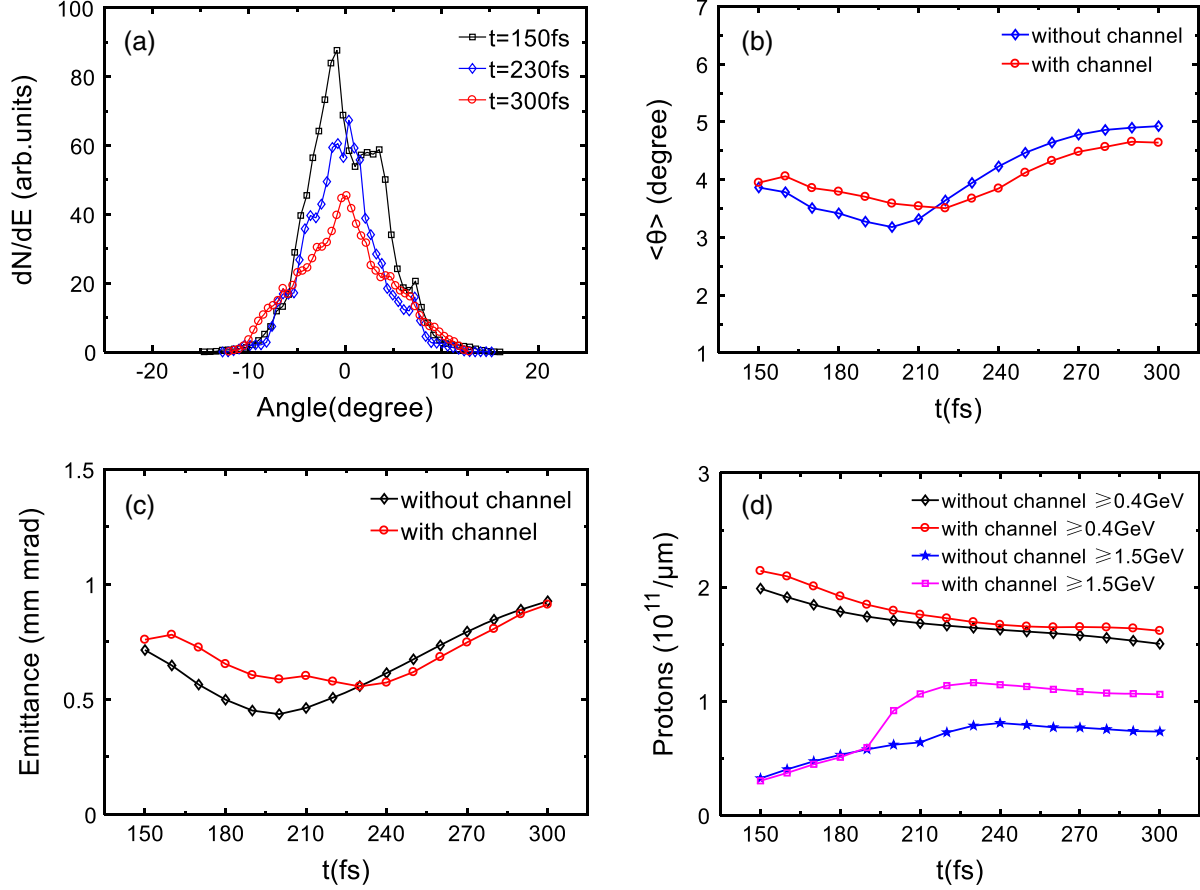 (a)
t=150fs
t=230fs
t=300fs
dN/dE (arb.units)
100
80
60
40
20
0
-20
-10
0
10
20
Angle(degree)
(b)
without channel
with channel
<θ> (degree)
7
6
5
4
3
2
1
150
180
210
240
270
300
t(fs)
(c)
without channel
with channel
Emittance (mm mrad)
1.5
1
0.5
0
150
180
210
240
270
300
t(fs)
(d)
without channel ⩾0.4GeV
with channel ⩾0.4GeV
without channel ⩾1.5GeV
with channel ⩾1.5GeV
Protons (10¹¹/μm)
3
2
1
0
150
180
210
240
270
300
t(fs)